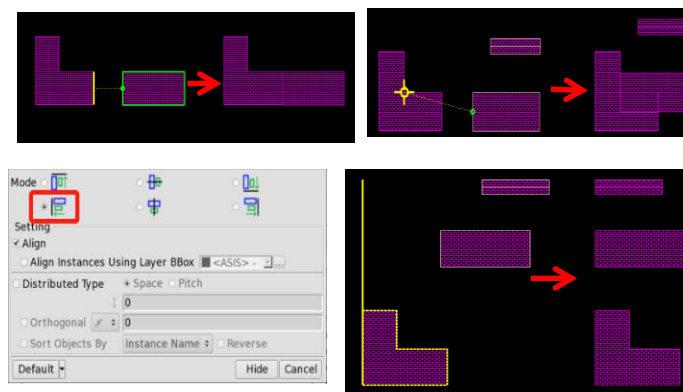 Mode
Setting
Align
Align Instances Using Layer BBox <ASIS> - ...
Distributed Type Space Pitch
0
Orthogonal 0
Sort Objects By Instance Name Reverse
Default Hide Cancel